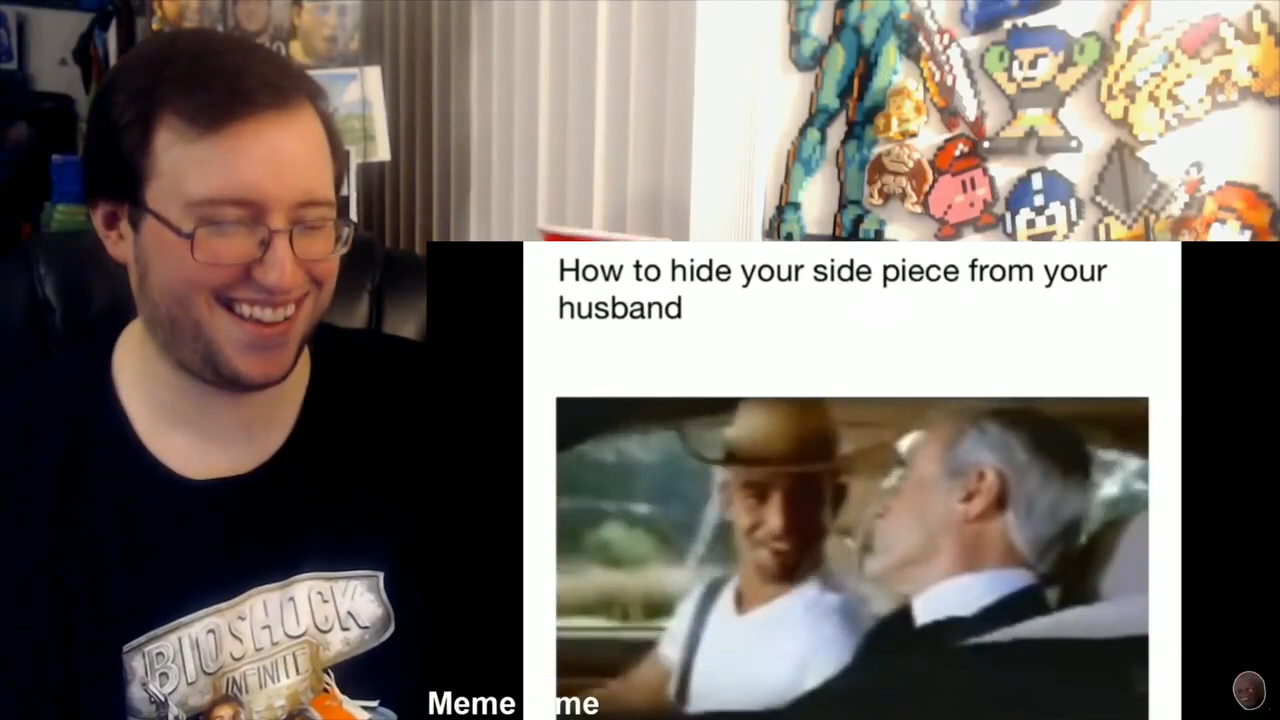 How to hide your side piece from your
husband
BIOSHOCK
INFINITE
Meme me